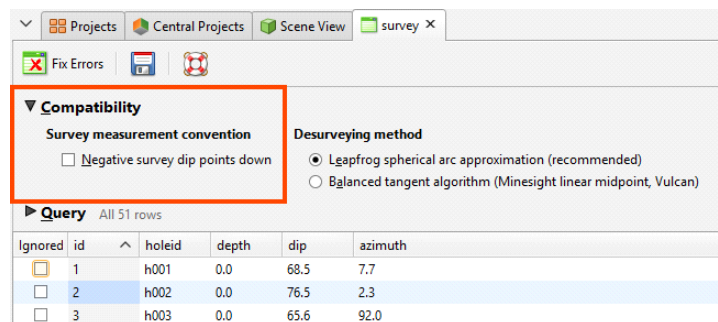 Projects Central Projects Scene View survey
Fix Errors
Compatibility
Survey measurement convention Desurveying method
Negative survey dip points down Leapfrog spherical arc approximation (recommended)
Balanced tangent algorithm (Minesight linear midpoint, Vulcan)
Query All 51 rows
Ignored id holeid depth dip azimuth
1 h001 0.0 68.5 7.7
2 h002 0.0 76.5 2.3
3 h003 0.0 65.6 92.0